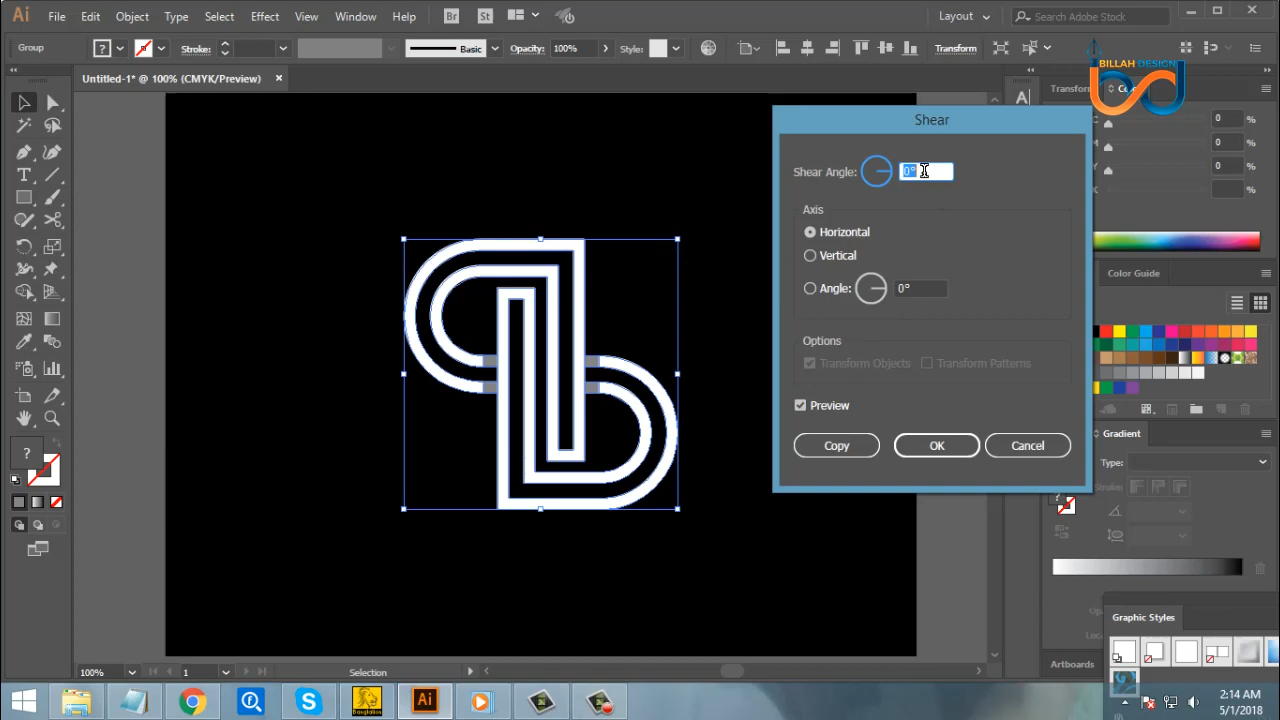 Ai File Edit Object Type Select Effect View Window Help Br St Layout Search Adobe Stock
Group Stroke: Basic Opacity: 100% Style: Transform
BILLAH DESIGN
Untitled-1* @ 100% (CMYK/Preview) ×
Transform
A
Shear
C 0 %
M 0 %
Y 0 %
%
Shear Angle: 0°
Axis
Horizontal
Vertical
Angle: 0°
Color Guide
Options
Transform Objects Transform Patterns
Preview
Copy OK Cancel
Gradient
Type:
?
Graphic Styles
Artboards
100% 1 Selection
Ai
2:14 AM
5/1/2018